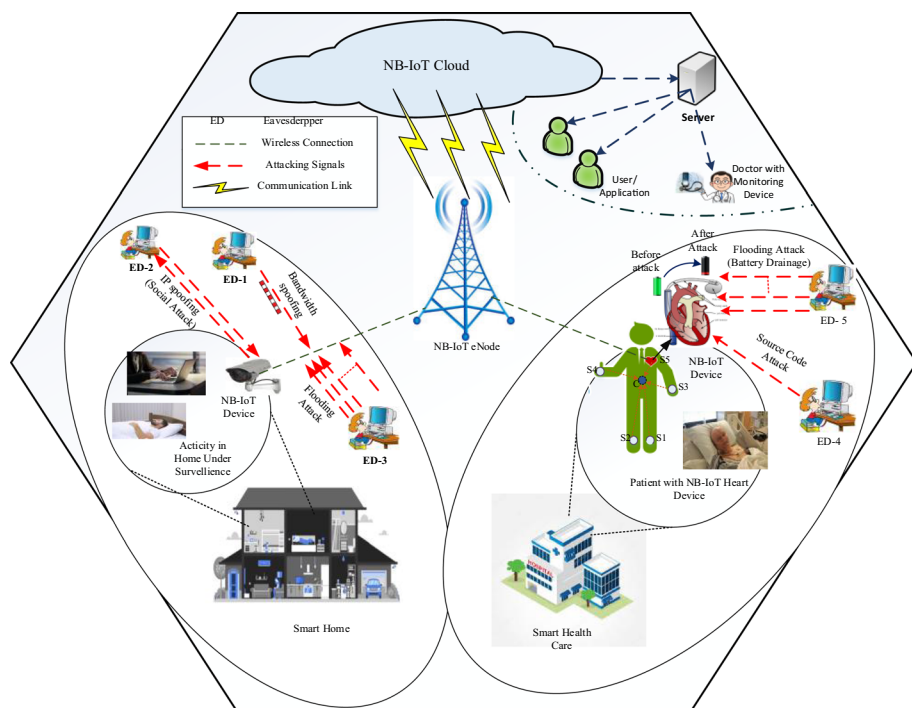 NB-IoT Cloud
Server
User/
Application
Doctor with
Monitoring
Device
ED Eavesderpper
Wireless Connection
Attacking Signals
Communication Link
NB-IoT eNode
ED-2
ED-1
IP spoofing
(Social Attack)
Bandwidth
spoofing
NB-IoT
Device
Flooding
Attack
ED-3
Acticity in
Home Under
Survellience
Smart Home
Before
attack
After
Attack
Flooding Attack
(Battery Drainage)
ED- 5
Source Code
Attack
ED-4
NB-IoT
Device
S5
S4
C
S3
S2
S1
Patient with NB-IoT Heart
Device
HOSPITAL
Smart Health
Care